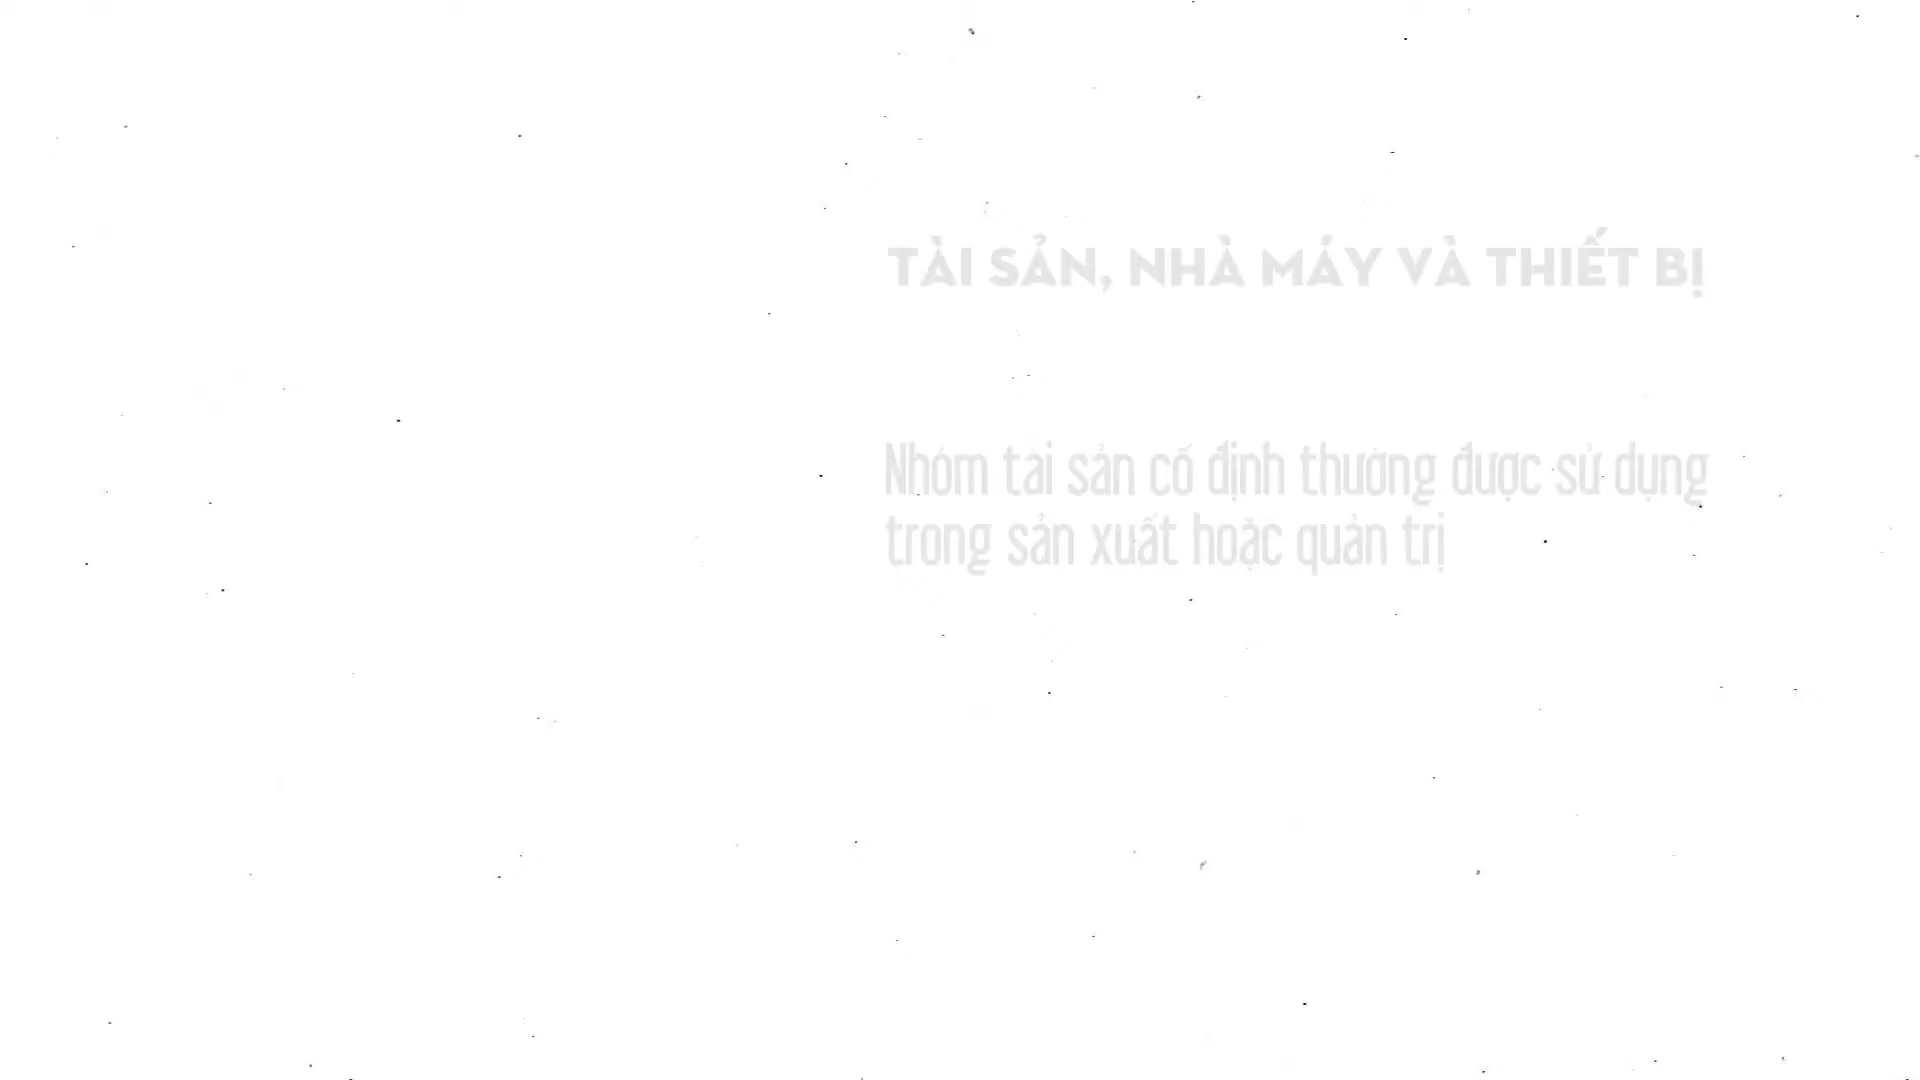 TÀI SẢN, NHÀ MÁY VÀ THIẾT BỊ
Nhóm tài sản cố định thường được sử dụng
trong sản xuất hoặc quản trị